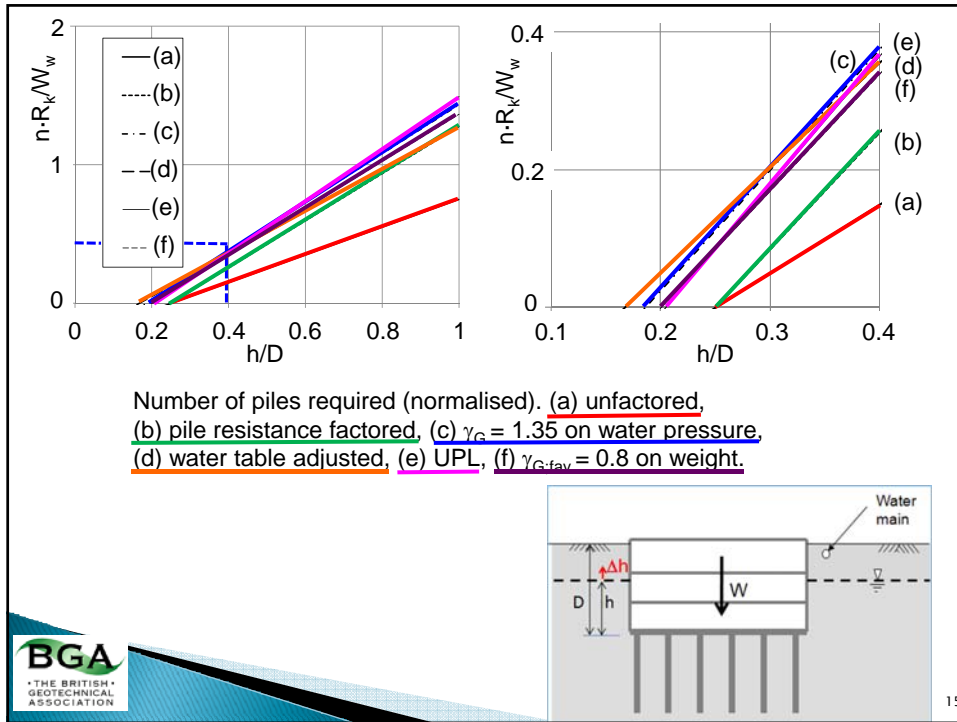 n·Rk/Ww
2
1
0
0
0.2
0.4
0.6
0.8
1
h/D
(a)
(b)
(c)
(d)
(e)
(f)
n·Rk/Ww
0.4
0.2
0
0.1
0.2
0.3
0.4
h/D
(c)
(e)
(d)
(f)
(b)
(a)
Number of piles required (normalised). (a) unfactored,
(b) pile resistance factored, (c) γG = 1.35 on water pressure,
(d) water table adjusted, (e) UPL, (f) γG;fav = 0.8 on weight.
Water
main
Δh
D
h
W
BGA
• THE BRITISH
GEOTECHNICAL
ASSOCIATION
15